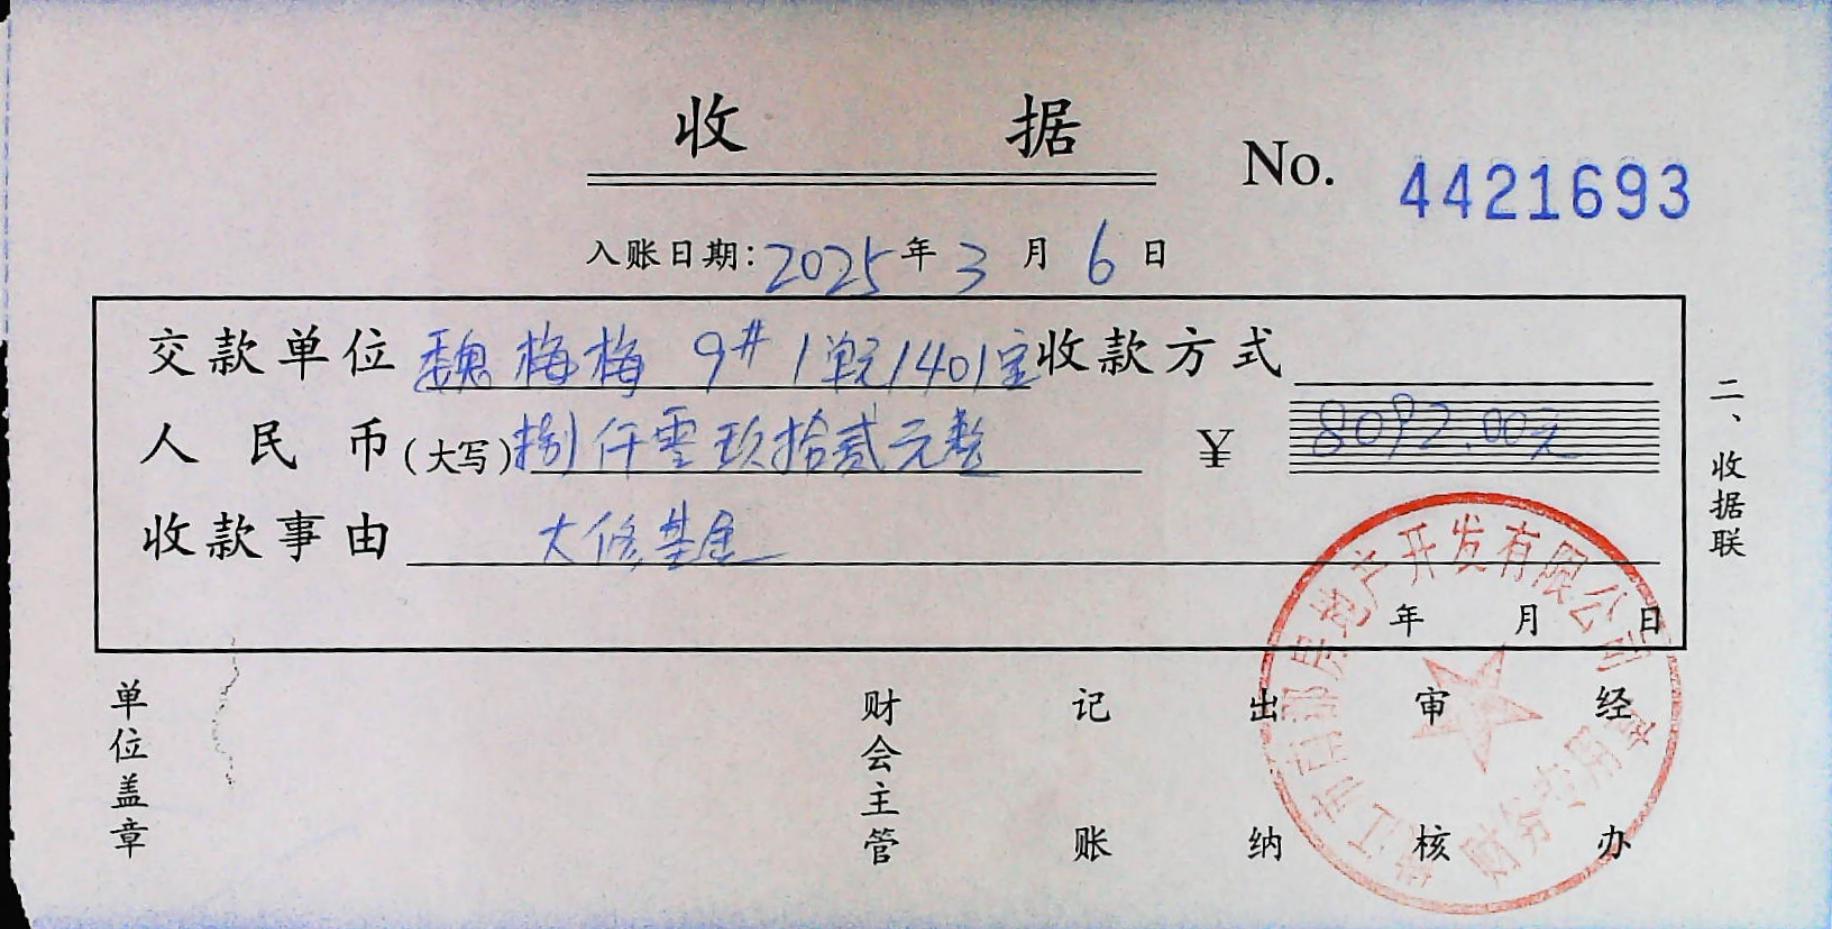 收 据
No. 4421693
入账日期：2025年3月6日
交款单位 魏梅梅 9# 1单元1401室 收款方式
人民币(大写) 捌仟零玖拾贰元整 ¥ 8092.00元
收款事由 大修基金
年 月 日
二、收据联
单位盖章 财会主管 记账 出纳 审核 经办
地产开发有限公司
财务专用章